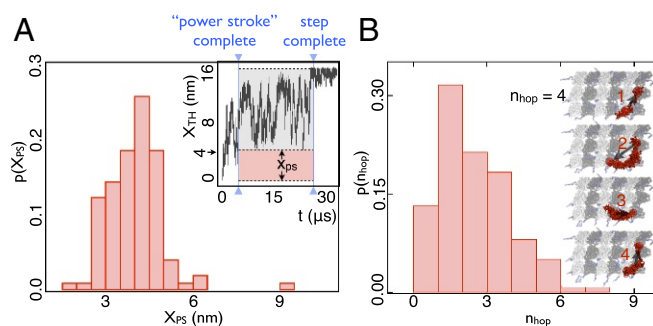 A
"power stroke"
complete
step
complete
B
0.3
0.2
0.1
0.0
p(X_PS)
3
6
9
X_PS (nm)
16
8
4
0
X_TH (nm)
X_ps
0
15
30
t (μs)
0.30
0.15
0.00
p(n_hop)
n_hop = 4
1
2
3
4
0
3
6
9
n_hop